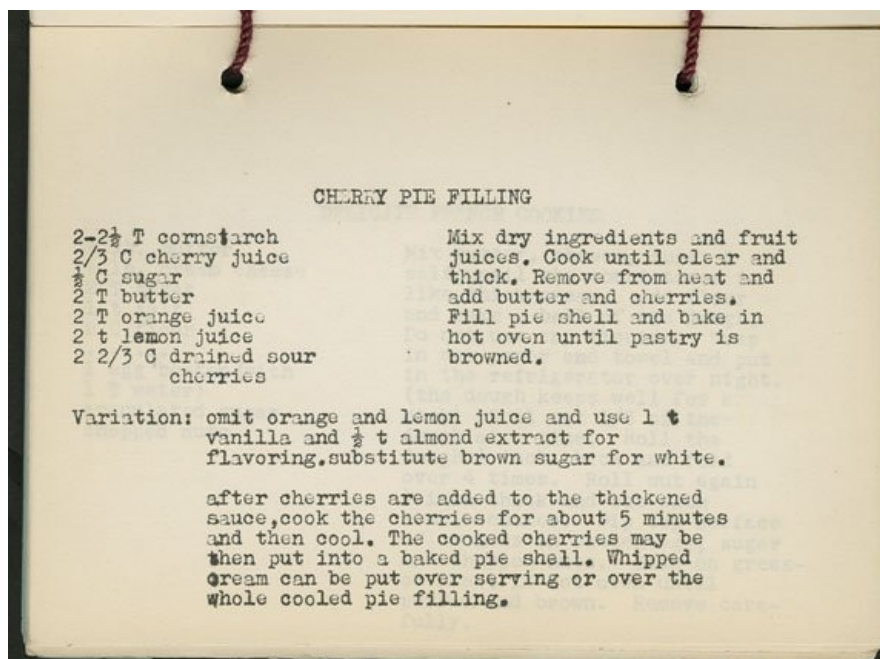 CHERRY PIE FILLING
2-2½ T cornstarch
2/3 C cherry juice
½ C sugar
2 T butter
2 T orange juice
2 t lemon juice
2 2/3 C drained sour
cherries
Mix dry ingredients and fruit
juices. Cook until clear and
thick. Remove from heat and
add butter and cherries.
Fill pie shell and bake in
hot oven until pastry is
browned.
Variation: omit orange and lemon juice and use 1 t
vanilla and ½ t almond extract for
flavoring.substitute brown sugar for white.
after cherries are added to the thickened
sauce,cook the cherries for about 5 minutes
and then cool. The cooked cherries may be
then put into a baked pie shell. Whipped
cream can be put over serving or over the
whole cooled pie filling.